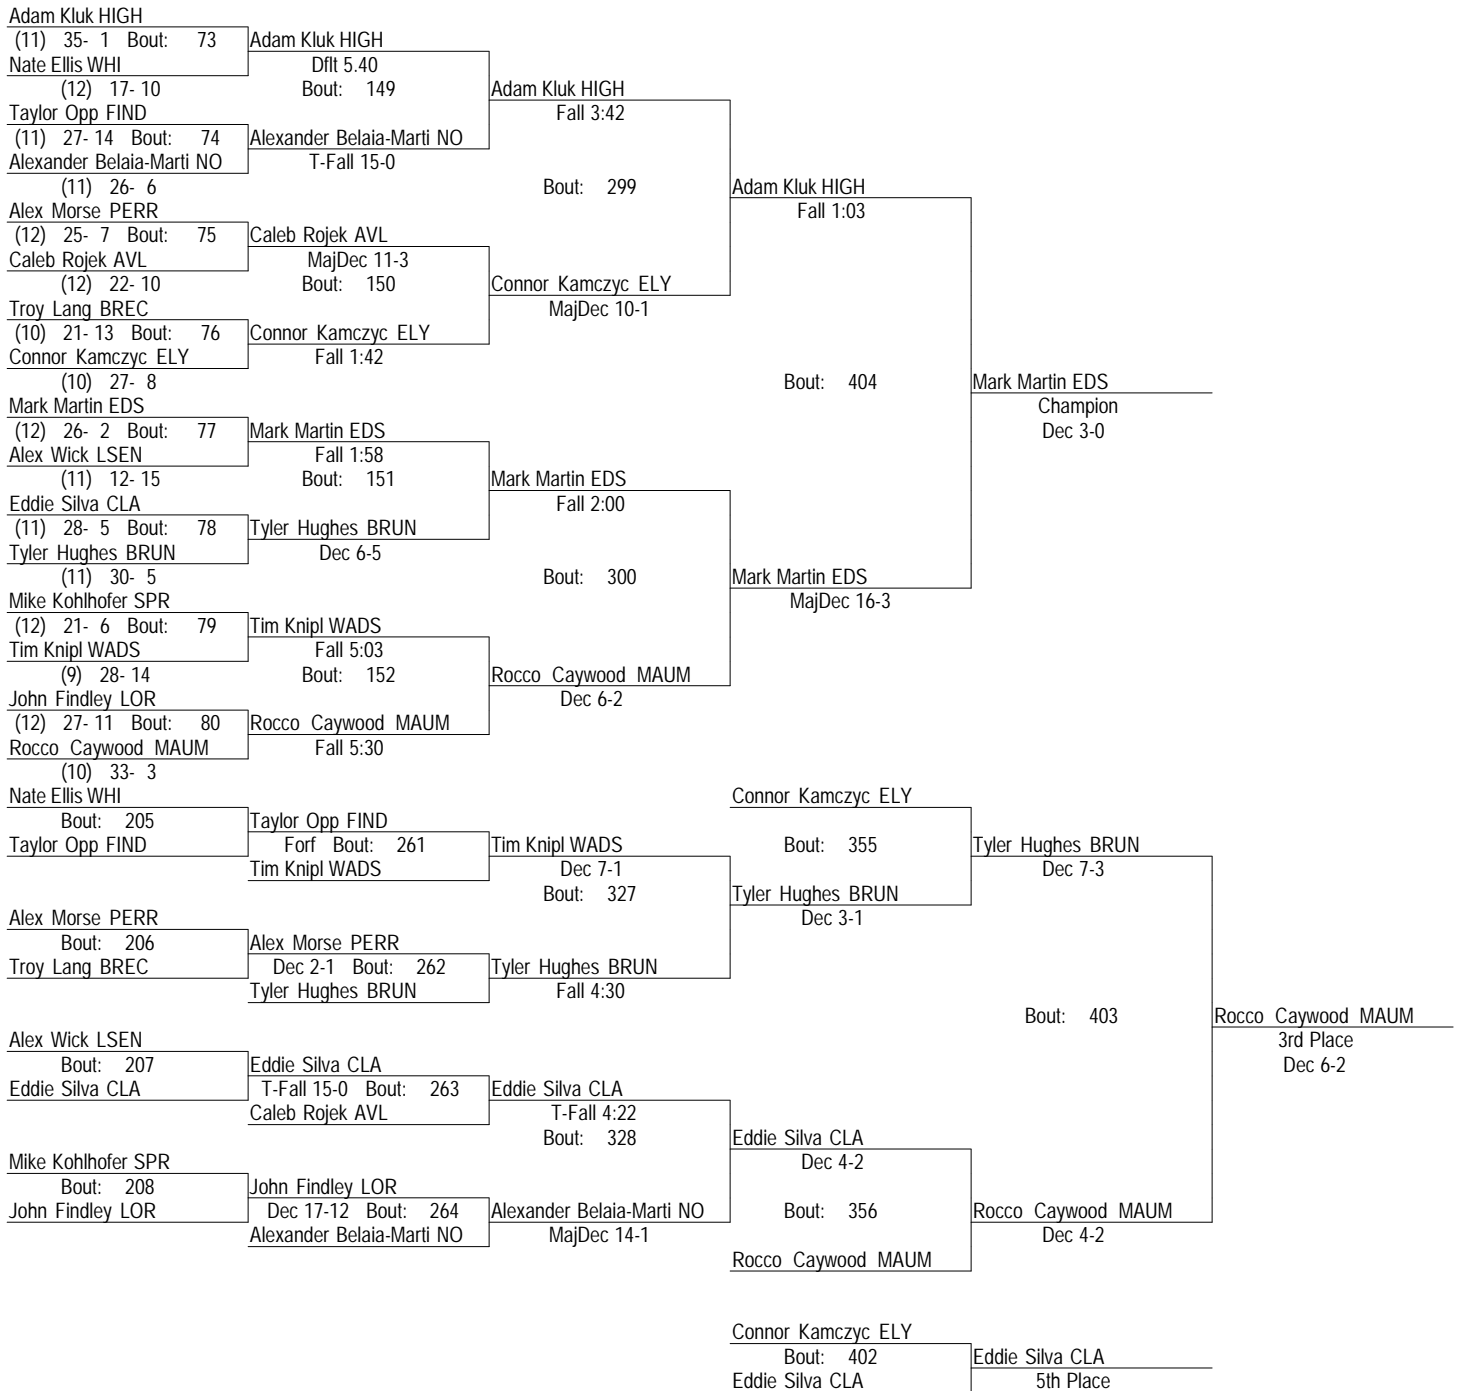 Adam Kluk HIGH
(11) 35- 1 Bout: 73 Adam Kluk HIGH
Nate Ellis WHI Dflt 5.40
(12) 17- 10 Bout: 149 Adam Kluk HIGH
Taylor Opp FIND Fall 3:42
(11) 27- 14 Bout: 74 Alexander Belaia-Marti NO
Alexander Belaia-Marti NO T-Fall 15-0
(11) 26- 6 Bout: 299 Adam Kluk HIGH
Alex Morse PERR Fall 1:03
(12) 25- 7 Bout: 75 Caleb Rojek AVL
Caleb Rojek AVL MajDec 11-3
(12) 22- 10 Bout: 150 Connor Kamczyc ELY
Troy Lang BREC MajDec 10-1
(10) 21- 13 Bout: 76 Connor Kamczyc ELY
Connor Kamczyc ELY Fall 1:42
(10) 27- 8 Bout: 404 Mark Martin EDS
Mark Martin EDS Champion
(12) 26- 2 Bout: 77 Mark Martin EDS Dec 3-0
Alex Wick LSEN Fall 1:58
(11) 12- 15 Bout: 151 Mark Martin EDS
Eddie Silva CLA Fall 2:00
(11) 28- 5 Bout: 78 Tyler Hughes BRUN
Tyler Hughes BRUN Dec 6-5
(11) 30- 5 Bout: 300 Mark Martin EDS
Mike Kohlhofer SPR MajDec 16-3
(12) 21- 6 Bout: 79 Tim Knipl WADS
Tim Knipl WADS Fall 5:03
(9) 28- 14 Bout: 152 Rocco Caywood MAUM
John Findley LOR Dec 6-2
(12) 27- 11 Bout: 80 Rocco Caywood MAUM
Rocco Caywood MAUM Fall 5:30
(10) 33- 3
Nate Ellis WHI Connor Kamczyc ELY
Bout: 205 Taylor Opp FIND
Taylor Opp FIND Forf Bout: 261 Tim Knipl WADS Bout: 355 Tyler Hughes BRUN
Tim Knipl WADS Dec 7-1 Dec 7-3
Bout: 327 Tyler Hughes BRUN
Alex Morse PERR Dec 3-1
Bout: 206 Alex Morse PERR
Troy Lang BREC Dec 2-1 Bout: 262 Tyler Hughes BRUN
Tyler Hughes BRUN Fall 4:30
Bout: 403 Rocco Caywood MAUM
Alex Wick LSEN 3rd Place
Bout: 207 Eddie Silva CLA Dec 6-2
Eddie Silva CLA T-Fall 15-0 Bout: 263 Eddie Silva CLA
Caleb Rojek AVL T-Fall 4:22
Bout: 328 Eddie Silva CLA
Mike Kohlhofer SPR Dec 4-2
Bout: 208 John Findley LOR
John Findley LOR Dec 17-12 Bout: 264 Alexander Belaia-Marti NO Bout: 356 Rocco Caywood MAUM
Alexander Belaia-Marti NO MajDec 14-1 Dec 4-2
Rocco Caywood MAUM
Connor Kamczyc ELY
Bout: 402 Eddie Silva CLA
Eddie Silva CLA 5th Place